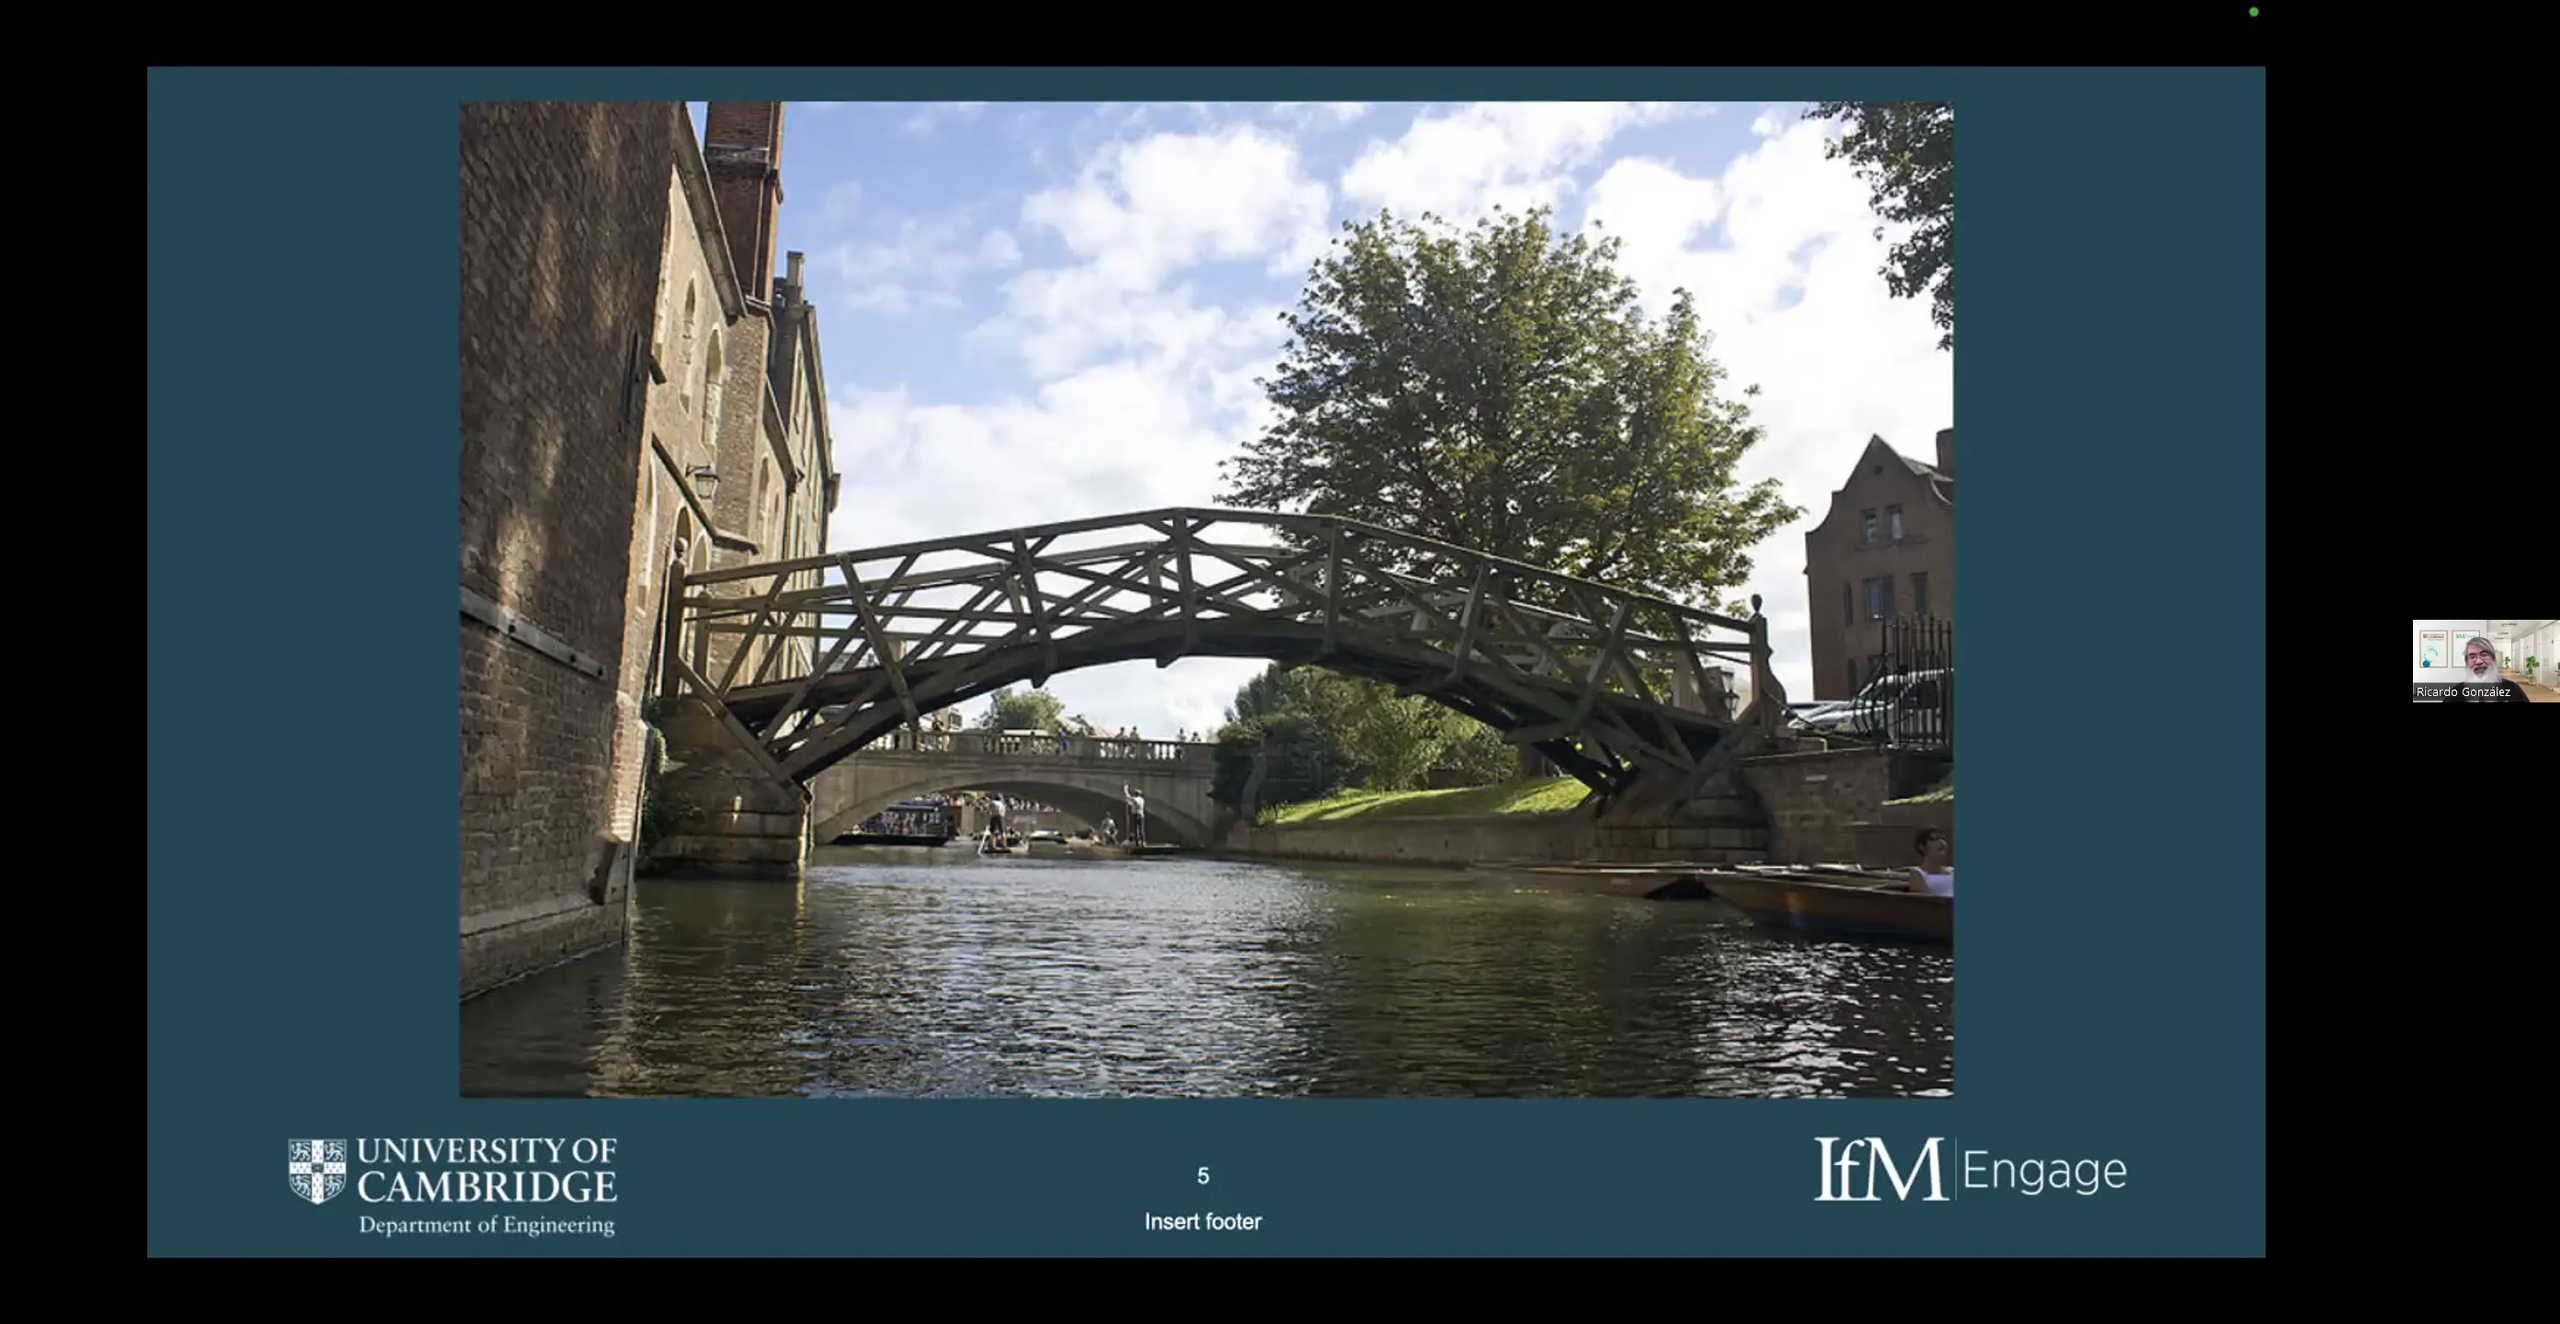 Ricardo González
UNIVERSITY OF
CAMBRIDGE
Department of Engineering
5
Insert footer
IfM Engage